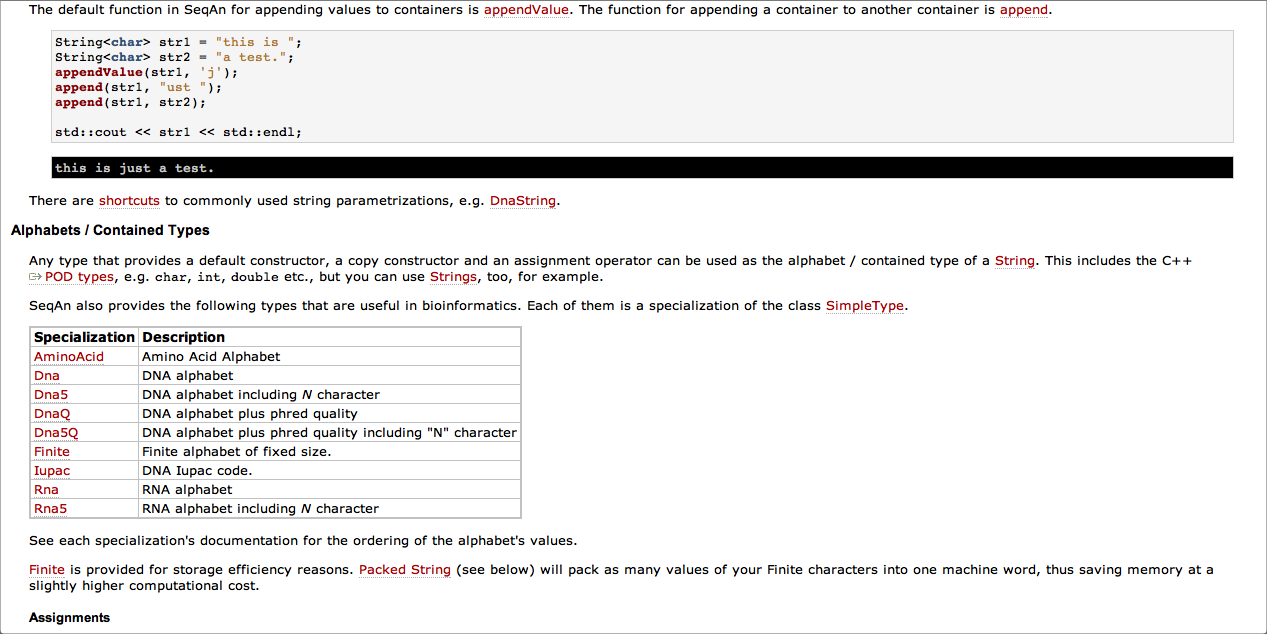 The default function in SeqAn for appending values to containers is appendValue. The function for appending a container to another container is append.
String<char> str1 = "this is ";
String<char> str2 = "a test.";
appendValue(str1, 'j');
append(str1, "ust ");
append(str1, str2);
std::cout << str1 << std::endl;
this is just a test.
There are shortcuts to commonly used string parametrizations, e.g. DnaString.
Alphabets / Contained Types
Any type that provides a default constructor, a copy constructor and an assignment operator can be used as the alphabet / contained type of a String. This includes the C++
POD types, e.g. char, int, double etc., but you can use Strings, too, for example.
SeqAn also provides the following types that are useful in bioinformatics. Each of them is a specialization of the class SimpleType.
Specialization Description
AminoAcid Amino Acid Alphabet
Dna DNA alphabet
Dna5 DNA alphabet including N character
DnaQ DNA alphabet plus phred quality
Dna5Q DNA alphabet plus phred quality including "N" character
Finite Finite alphabet of fixed size.
Iupac DNA Iupac code.
Rna RNA alphabet
Rna5 RNA alphabet including N character
See each specialization's documentation for the ordering of the alphabet's values.
Finite is provided for storage efficiency reasons. Packed String (see below) will pack as many values of your Finite characters into one machine word, thus saving memory at a
slightly higher computational cost.
Assignments